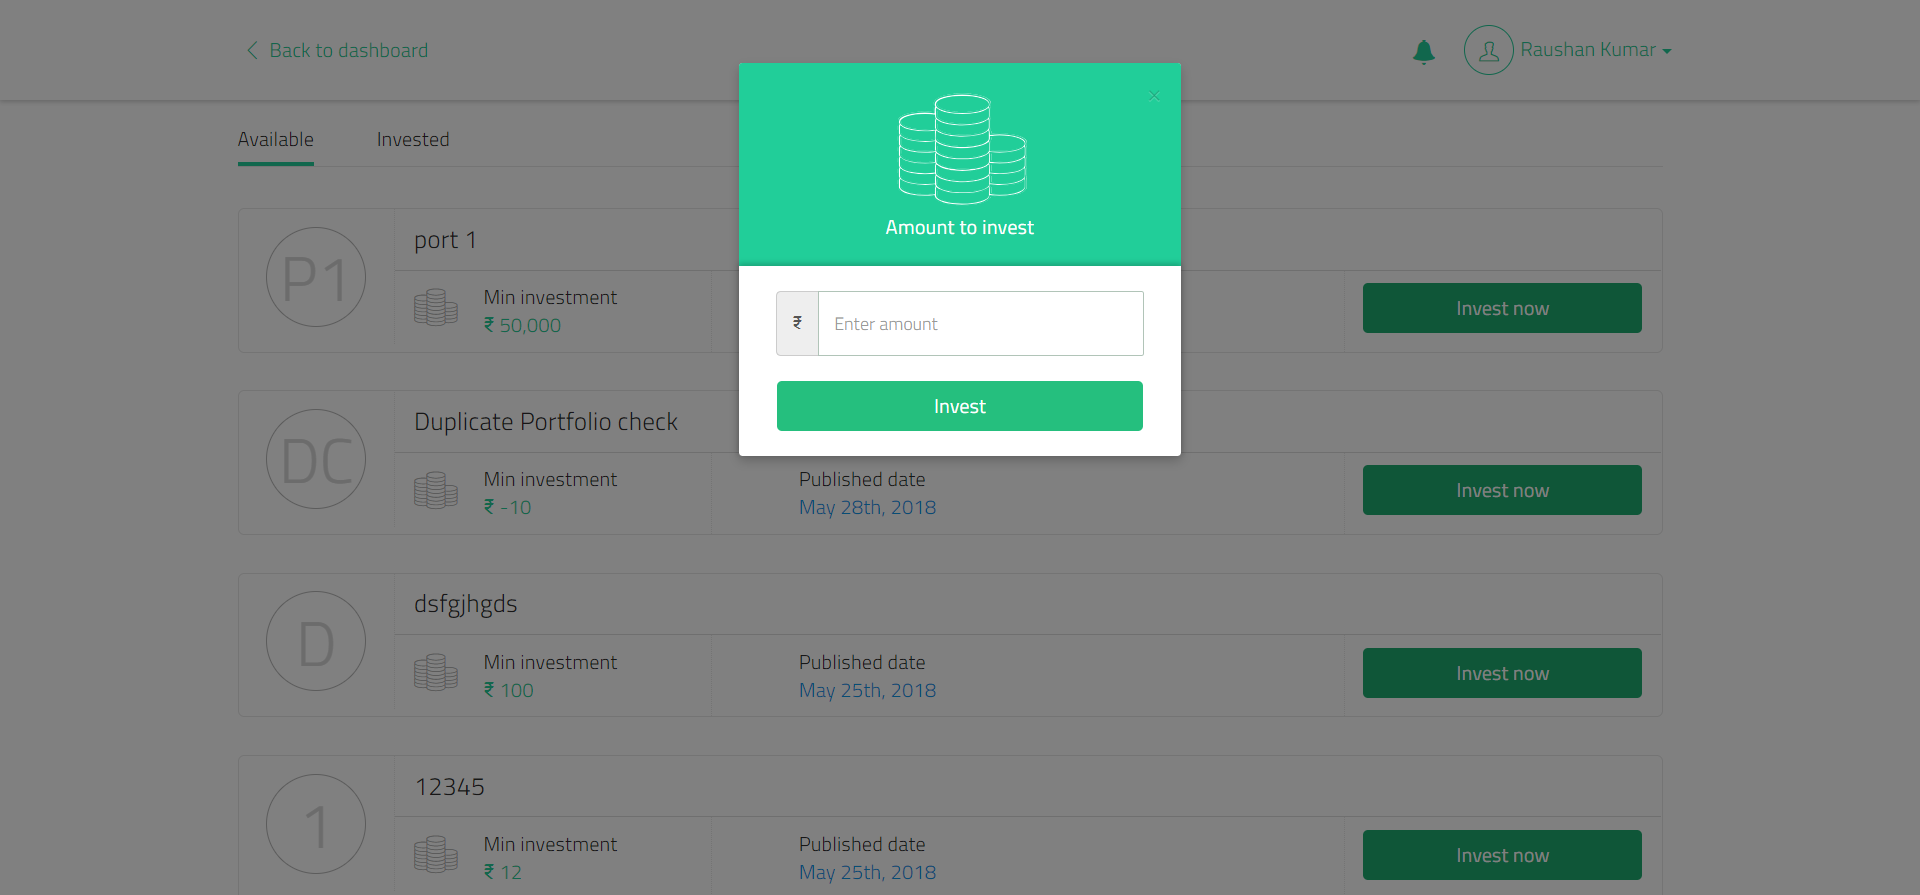 Back to dashboard
Raushan Kumar
Available
Invested
Amount to invest
₹
Enter amount
Invest
P1
port 1
Min investment
₹ 50,000
Invest now
DC
Duplicate Portfolio check
Min investment
₹ -10
Published date
May 28th, 2018
Invest now
D
dsfgjhgds
Min investment
₹ 100
Published date
May 25th, 2018
Invest now
1
12345
Min investment
₹ 12
Published date
May 25th, 2018
Invest now